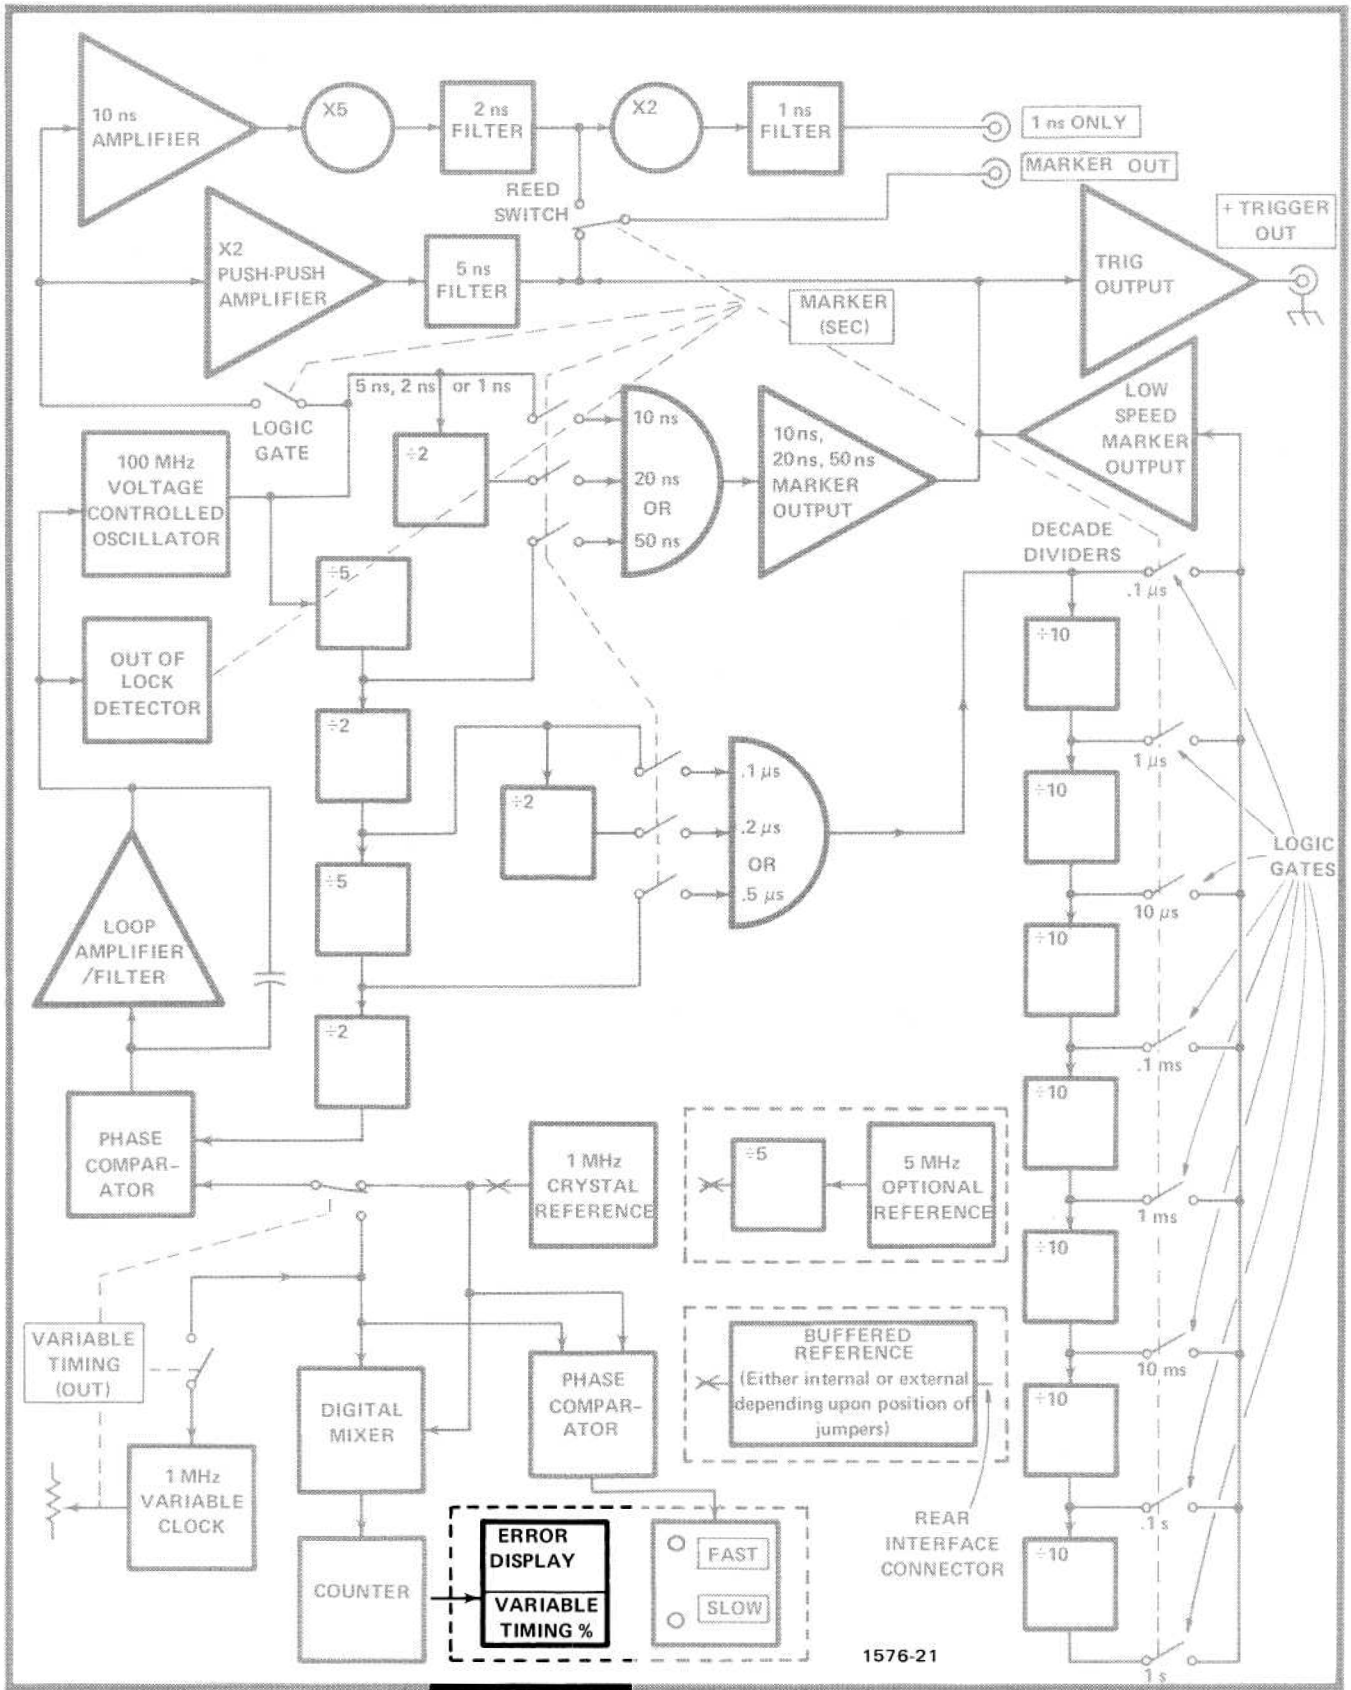 10 ns
AMPLIFIER
X5
2 ns
FILTER
X2
1 ns
FILTER
1 ns ONLY
MARKER OUT
REED
SWITCH
+ TRIGGER
OUT
X2
PUSH-PUSH
AMPLIFIER
5 ns
FILTER
TRIG
OUTPUT
MARKER
(SEC)
5 ns, 2 ns or 1 ns
LOGIC
GATE
LOW
SPEED
MARKER
OUTPUT
100 MHz
VOLTAGE
CONTROLLED
OSCILLATOR
÷2
10 ns
20 ns
OR
50 ns
10 ns,
20 ns, 50 ns
MARKER
OUTPUT
DECADE
DIVIDERS
÷5
.1 µs
OUT OF
LOCK
DETECTOR
÷10
÷2
1 µs
÷2
.1 µs
.2 µs
OR
.5 µs
÷10
LOGIC
GATES
÷5
10 µs
LOOP
AMPLIFIER
/FILTER
÷10
÷2
.1 ms
÷10
PHASE
COMPAR-
ATOR
1 MHz
CRYSTAL
REFERENCE
÷5
5 MHz
OPTIONAL
REFERENCE
1 ms
÷10
VARIABLE
TIMING
(OUT)
BUFFERED
REFERENCE
(Either internal or external
depending upon position of
jumpers)
10 ms
DIGITAL
MIXER
PHASE
COMPAR-
ATOR
÷10
1 MHz
VARIABLE
CLOCK
REAR
INTERFACE
CONNECTOR
.1 s
÷10
COUNTER
ERROR
DISPLAY
VARIABLE
TIMING %
FAST
SLOW
1576-21
1 s